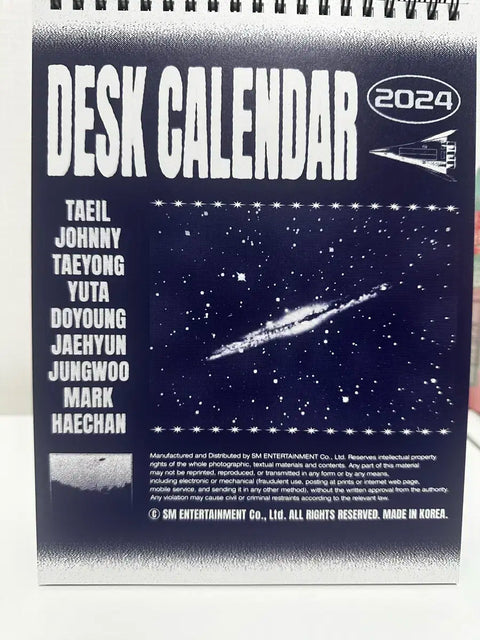 DESK CALENDAR
2024
TAEIL
JOHNNY
TAEYONG
YUTA
DOYOUNG
JAEHYUN
JUNGWOO
MARK
HAECHAN
Manufactured and Distributed by SM ENTERTAINMENT Co., Ltd. Reserves intellectual property
rights of the whole photographic, textual materials and contents. Any part of this material
may not be reprinted, reproduced, or transmitted in any form or by any means,
including electronic or mechanical (fraudulent use, posting at prints or internet web page,
mobile service, and sending it in any other method), without the written approval from the authority.
Any violation may cause civil or criminal restraints according to the relevant law.
© SM ENTERTAINMENT Co., Ltd. ALL RIGHTS RESERVED. MADE IN KOREA.